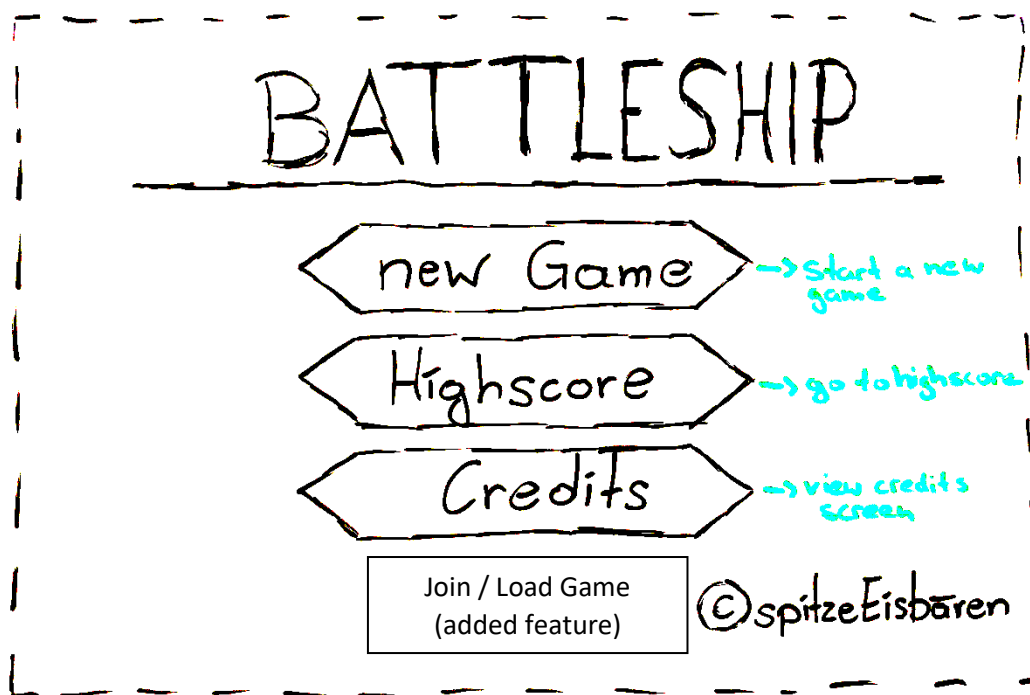 BATTLESHIP
new Game
→ start a new
game
Highscore
→ go to highscore
Credits
→ view credits
screen
Join / Load Game
(added feature)
© spitzeEisbären